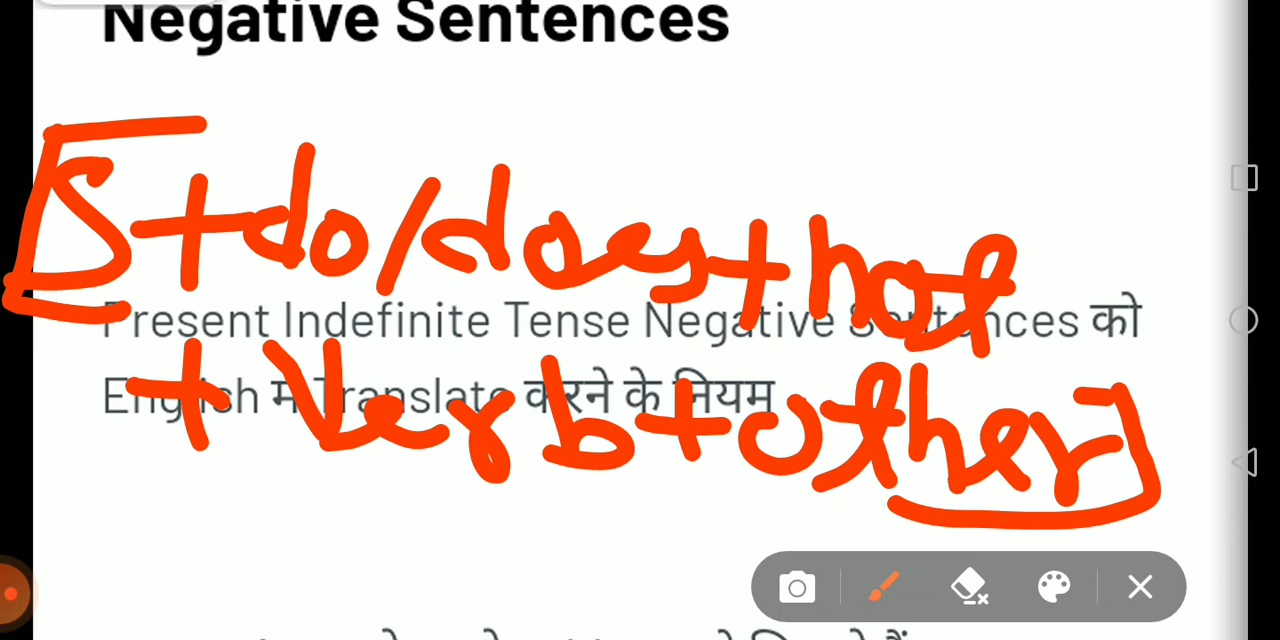 Negative Sentences
[S+do/does+not
Present Indefinite Tense Negative Sentences को
+Verb+other]
English में Translate करने के नियम